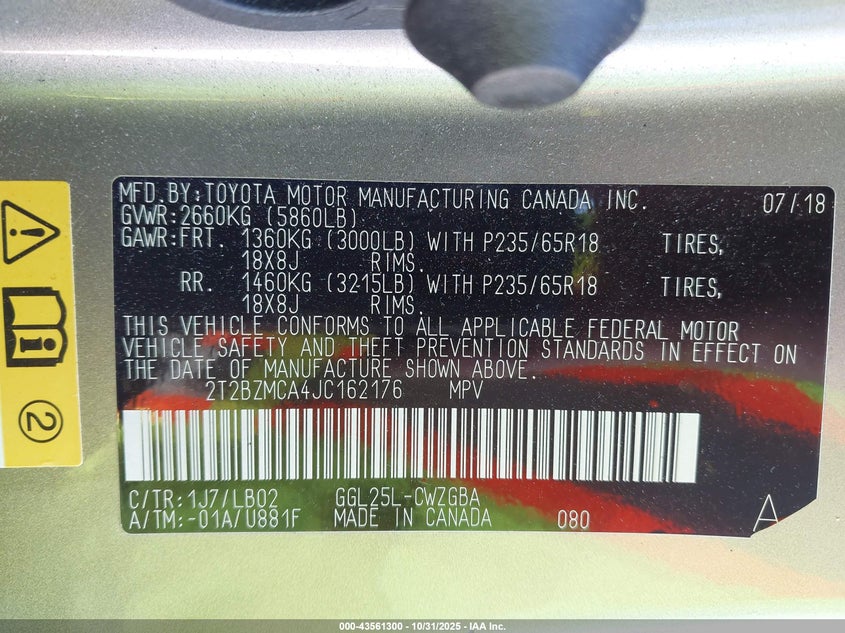 MFD.BY:TOYOTA MOTOR MANUFACTURING CANADA INC. 07/18
GVWR:2660KG (5860LB)
GAWR:FRT. 1360KG (3000LB) WITH P235/65R18 TIRES,
18X8J RIMS.
RR. 1460KG (3215LB) WITH P235/65R18 TIRES,
18X8J RIMS.
THIS VEHICLE CONFORMS TO ALL APPLICABLE FEDERAL MOTOR
VEHICLE SAFETY AND THEFT PREVENTION STANDARDS IN EFFECT ON
THE DATE OF MANUFACTURE SHOWN ABOVE.
2T2BZMCA4JC162176 MPV
C/TR:1J7/LB02 GGL25L-CWZGBA
A/TM:-01A/U881F MADE IN CANADA 080 A
2
000-43561300 - 10/31/2025 - IAA Inc.